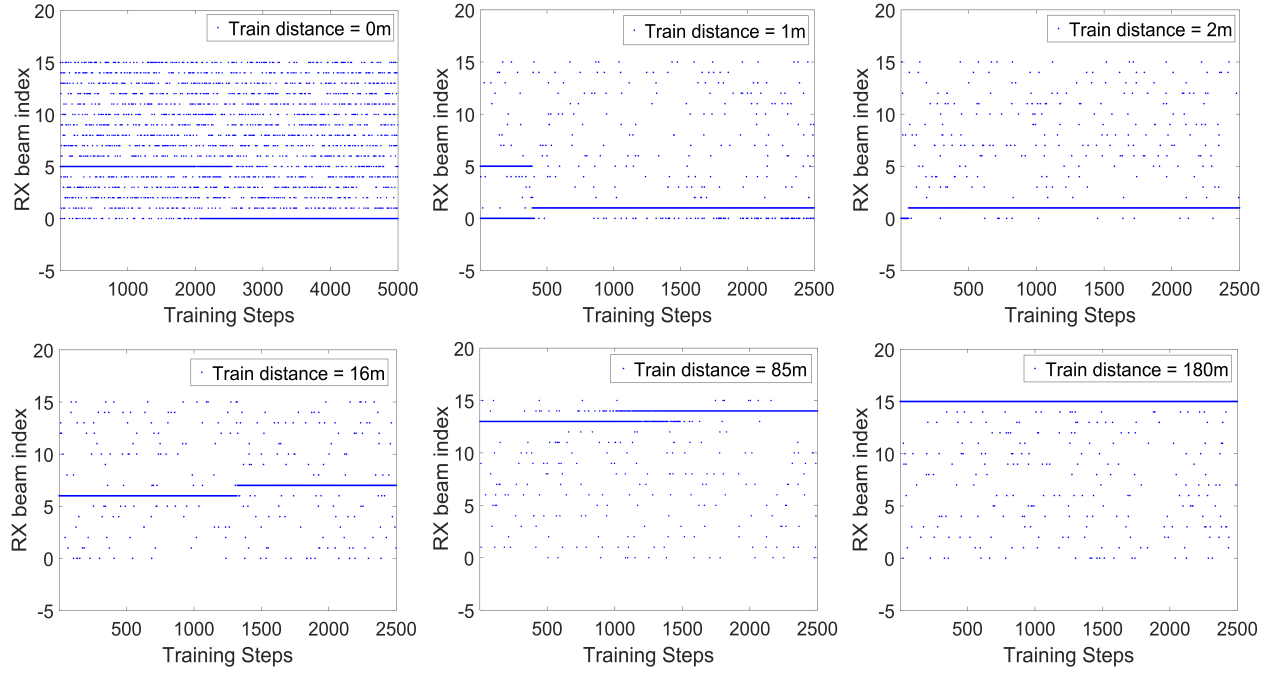 20
15
10
5
0
-5
RX beam index
Train distance = 0m
1000 2000 3000 4000 5000
Training Steps
20
15
10
5
0
-5
RX beam index
Train distance = 1m
500 1000 1500 2000 2500
Training Steps
20
15
10
5
0
-5
RX beam index
Train distance = 2m
500 1000 1500 2000 2500
Training Steps
20
15
10
5
0
-5
RX beam index
Train distance = 16m
500 1000 1500 2000 2500
Training Steps
20
15
10
5
0
-5
RX beam index
Train distance = 85m
500 1000 1500 2000 2500
Training Steps
20
15
10
5
0
-5
RX beam index
Train distance = 180m
500 1000 1500 2000 2500
Training Steps